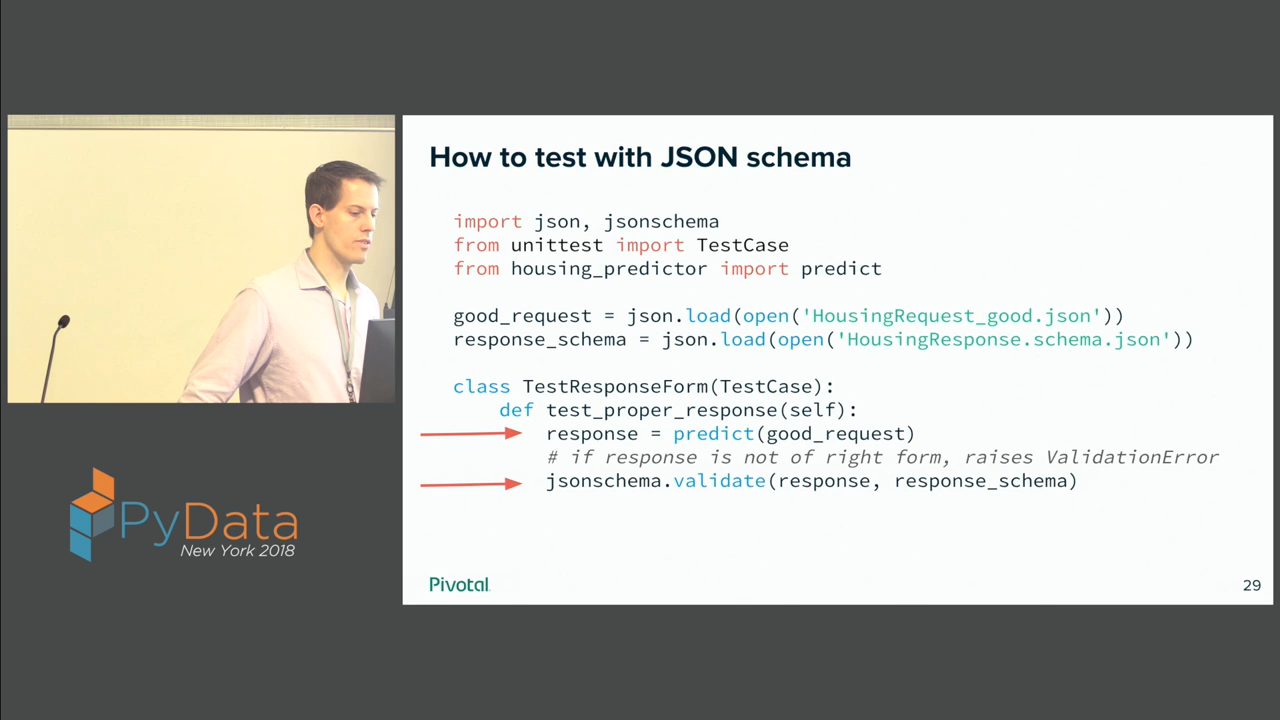 How to test with JSON schema
import json, jsonschema
from unittest import TestCase
from housing_predictor import predict
good_request = json.load(open('HousingRequest_good.json'))
response_schema = json.load(open('HousingResponse.schema.json'))
class TestResponseForm(TestCase):
    def test_proper_response(self):
        response = predict(good_request)
        # if response is not of right form, raises ValidationError
        jsonschema.validate(response, response_schema)
Pivotal
29
PyData
New York 2018